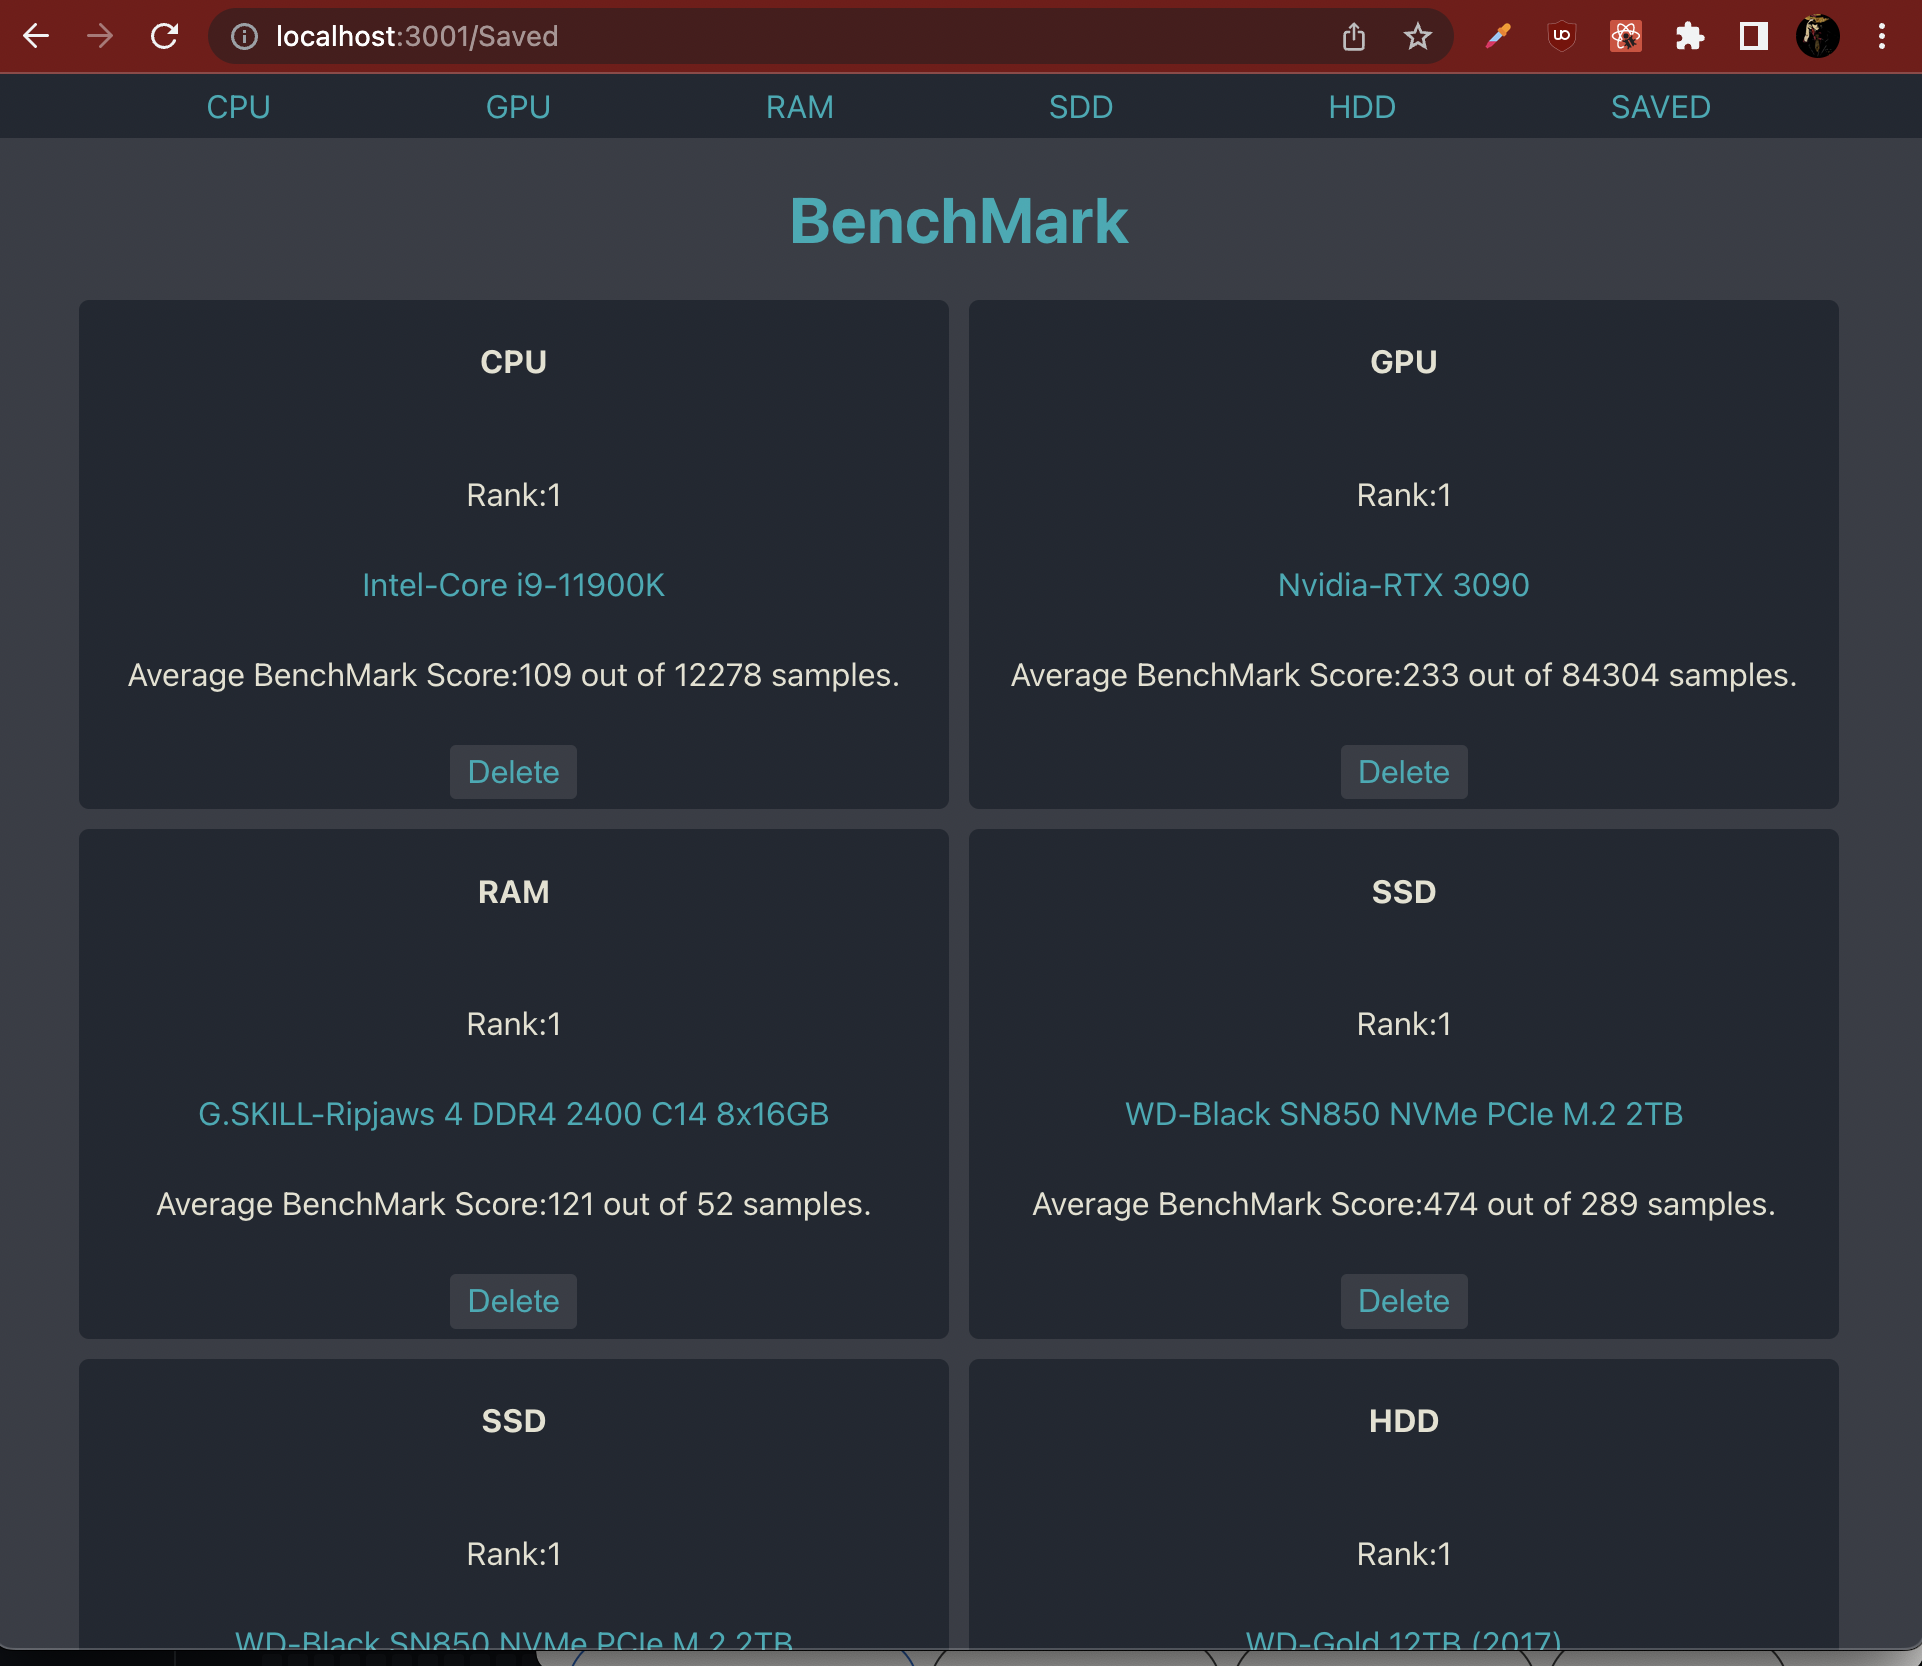 localhost:3001/Saved
CPU GPU RAM SDD HDD SAVED
BenchMark
CPU
Rank:1
Intel-Core i9-11900K
Average BenchMark Score:109 out of 12278 samples.
Delete
GPU
Rank:1
Nvidia-RTX 3090
Average BenchMark Score:233 out of 84304 samples.
Delete
RAM
Rank:1
G.SKILL-Ripjaws 4 DDR4 2400 C14 8x16GB
Average BenchMark Score:121 out of 52 samples.
Delete
SSD
Rank:1
WD-Black SN850 NVMe PCIe M.2 2TB
Average BenchMark Score:474 out of 289 samples.
Delete
SSD
Rank:1
WD-Black SN850 NVMe PCIe M.2 2TB
HDD
Rank:1
WD-Gold 12TB (2017)